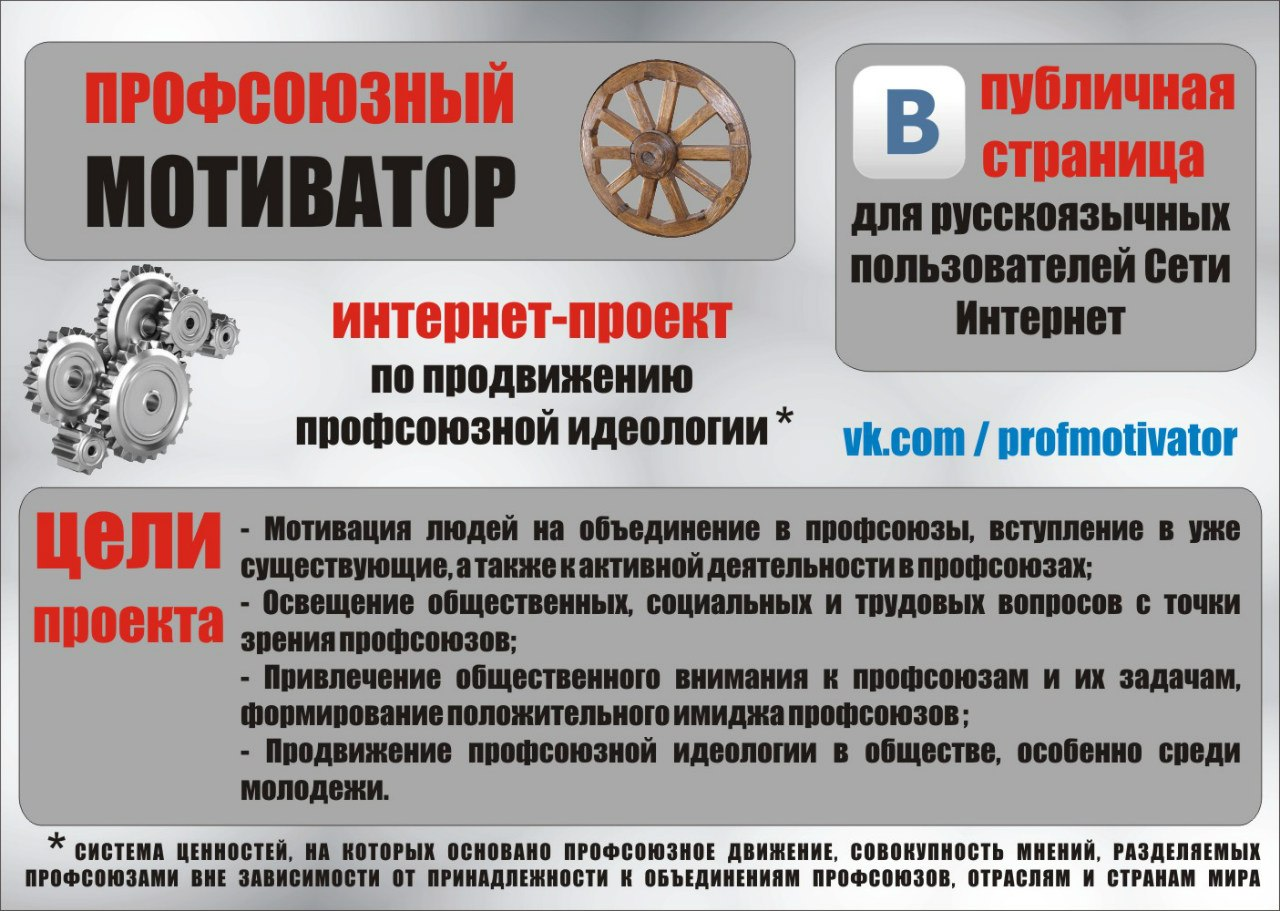 ПРОФСОЮЗНЫЙ
МОТИВАТОР
В
публичная
страница
для русскоязычных
пользователей Сети
Интернет
интернет-проект
по продвижению
профсоюзной идеологии *
vk.com / profmotivator
цели
проекта
- Мотивация людей на объединение в профсоюзы, вступление в уже
существующие, а также к активной деятельности в профсоюзах;
- Освещение общественных, социальных и трудовых вопросов с точки
зрения профсоюзов;
- Привлечение общественного внимания к профсоюзам и их задачам,
формирование положительного имиджа профсоюзов ;
- Продвижение профсоюзной идеологии в обществе, особенно среди
молодежи.
* СИСТЕМА ЦЕННОСТЕЙ, НА КОТОРЫХ ОСНОВАНО ПРОФСОЮЗНОЕ ДВИЖЕНИЕ, СОВОКУПНОСТЬ МНЕНИЙ, РАЗДЕЛЯЕМЫХ
ПРОФСОЮЗАМИ ВНЕ ЗАВИСИМОСТИ ОТ ПРИНАДЛЕЖНОСТИ К ОБЪЕДИНЕНИЯМ ПРОФСОЮЗОВ, ОТРАСЛЯМ И СТРАНАМ МИРА